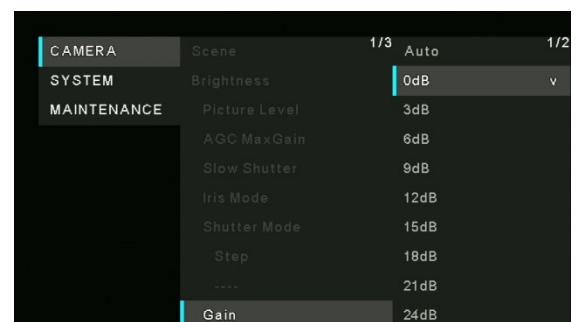 CAMERA
SYSTEM
MAINTENANCE
1/3
Scene
Brightness
Picture Level
AGC MaxGain
Slow Shutter
Iris Mode
Shutter Mode
Step
----
Gain
1/2
Auto
0dB v
3dB
6dB
9dB
12dB
15dB
18dB
21dB
24dB